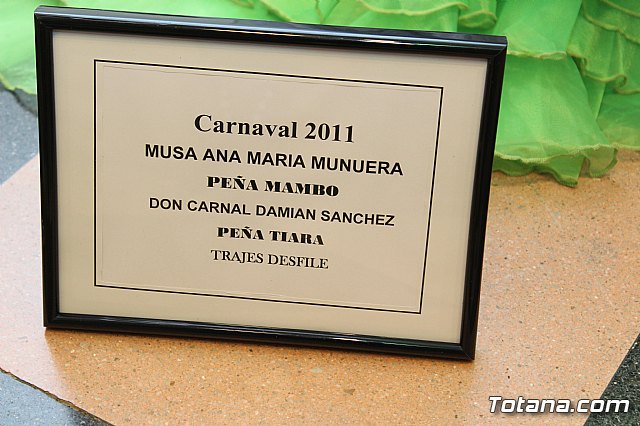 Carnaval 2011
MUSA ANA MARIA MUNUERA
PEÑA MAMBO
DON CARNAL DAMIAN SANCHEZ
PEÑA TIARA
TRAJES DESFILE
Totana.com